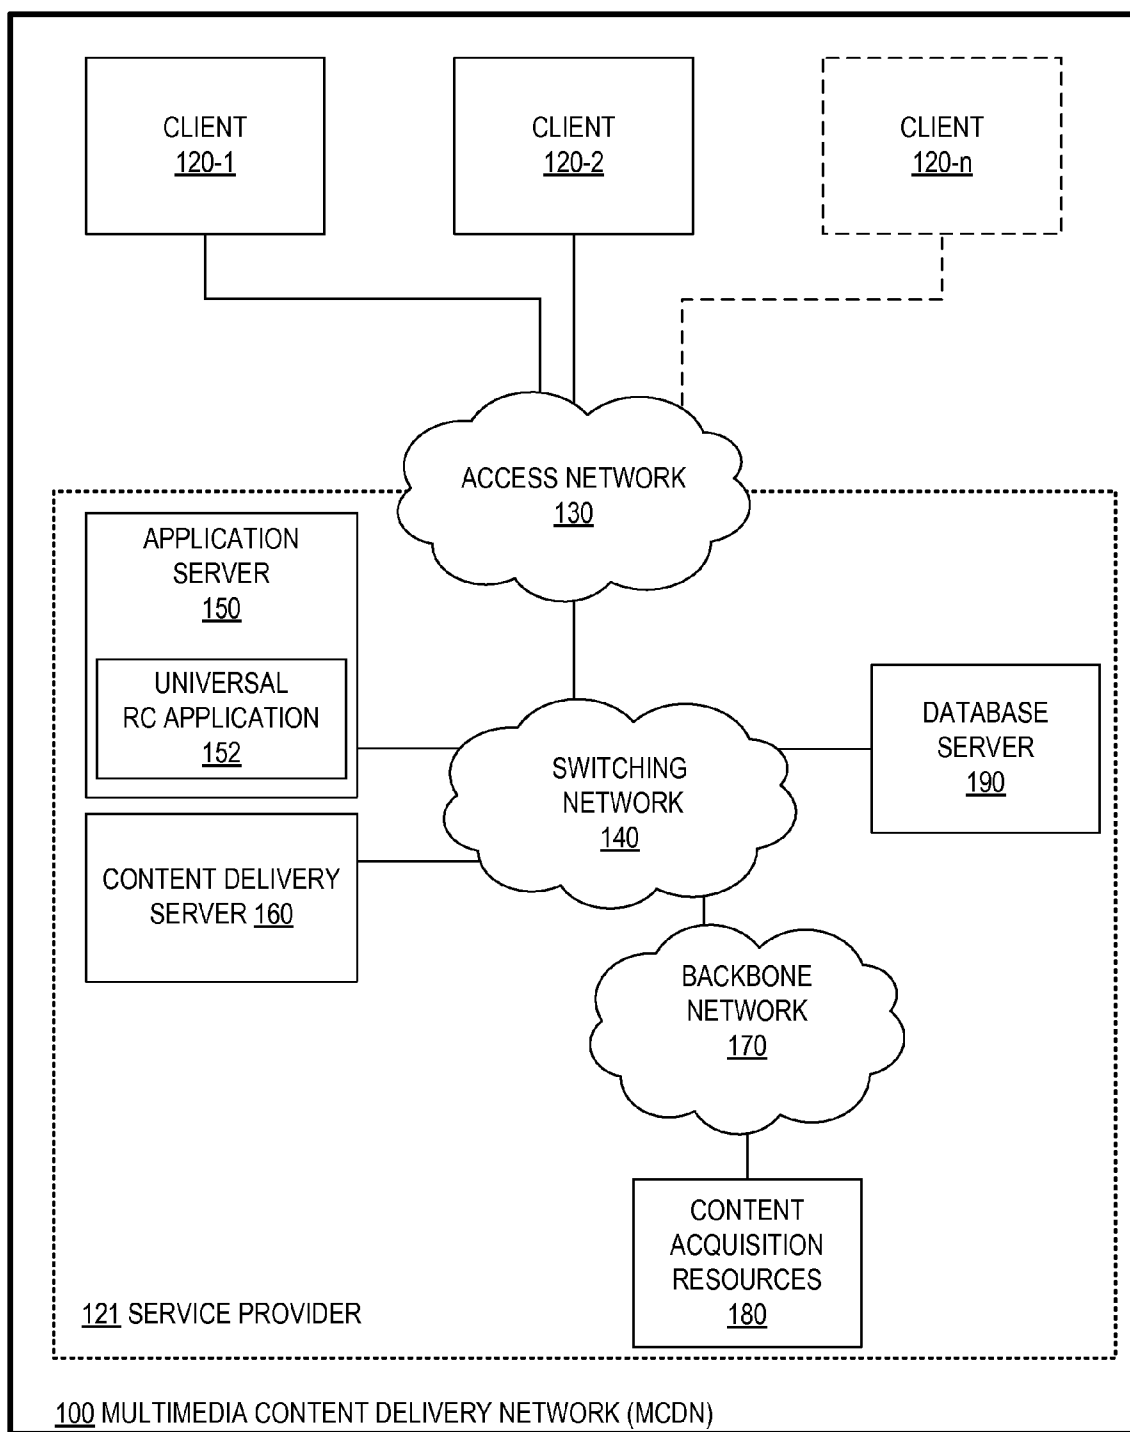 CLIENT
120-1
CLIENT
120-2
CLIENT
120-n
ACCESS NETWORK
130
APPLICATION
SERVER
150
UNIVERSAL
RC APPLICATION
152
SWITCHING
NETWORK
140
DATABASE
SERVER
190
CONTENT DELIVERY
SERVER 160
BACKBONE
NETWORK
170
CONTENT
ACQUISITION
RESOURCES
180
121 SERVICE PROVIDER
100 MULTIMEDIA CONTENT DELIVERY NETWORK (MCDN)